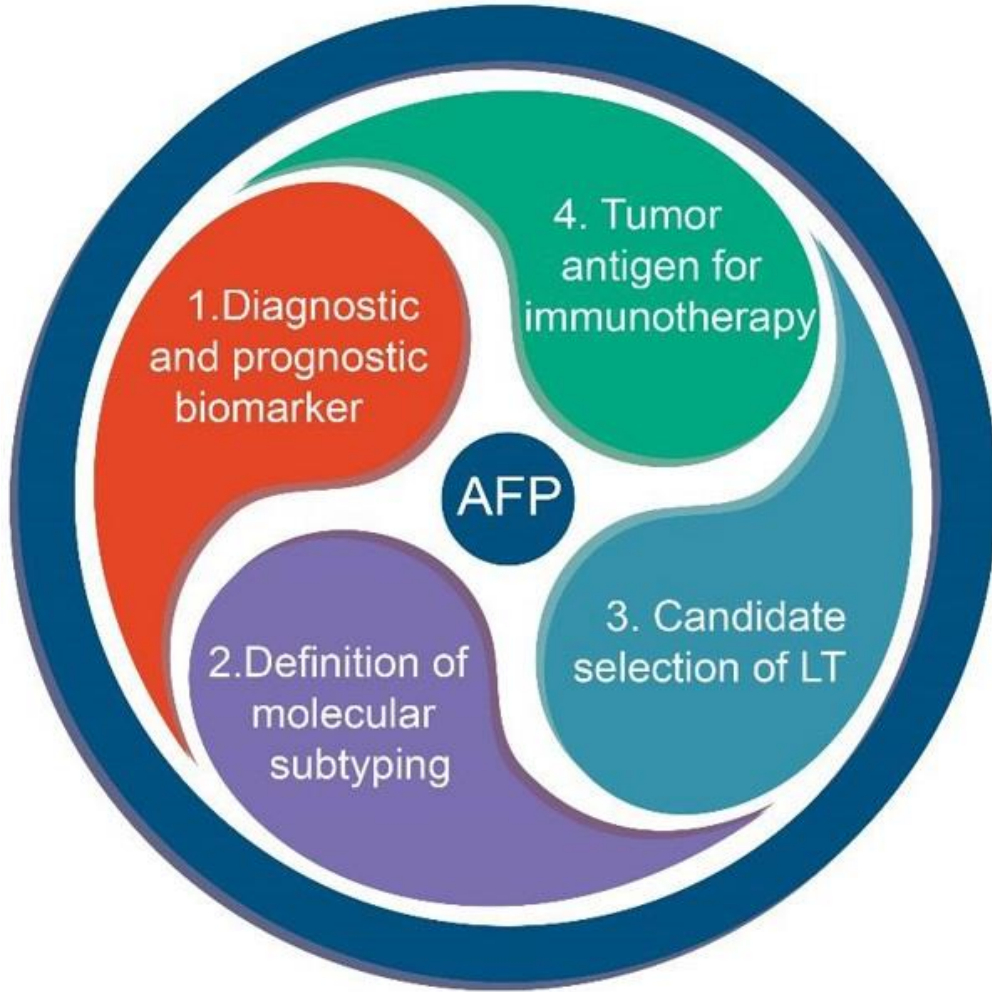 1.Diagnostic
and prognostic
biomarker
2.Definition of
molecular
subtyping
3. Candidate
selection of LT
4. Tumor
antigen for
immunotherapy
AFP